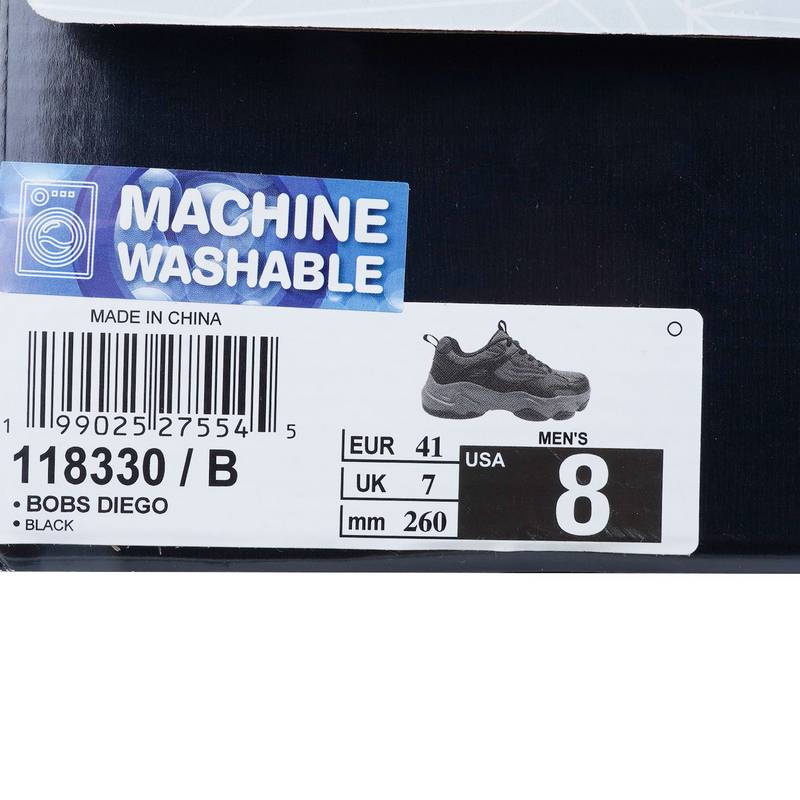 MACHINE
WASHABLE
MADE IN CHINA
1 99025 27554 5
118330 / B
• BOBS DIEGO
• BLACK
EUR 41
UK 7
mm 260
MEN'S
USA 8